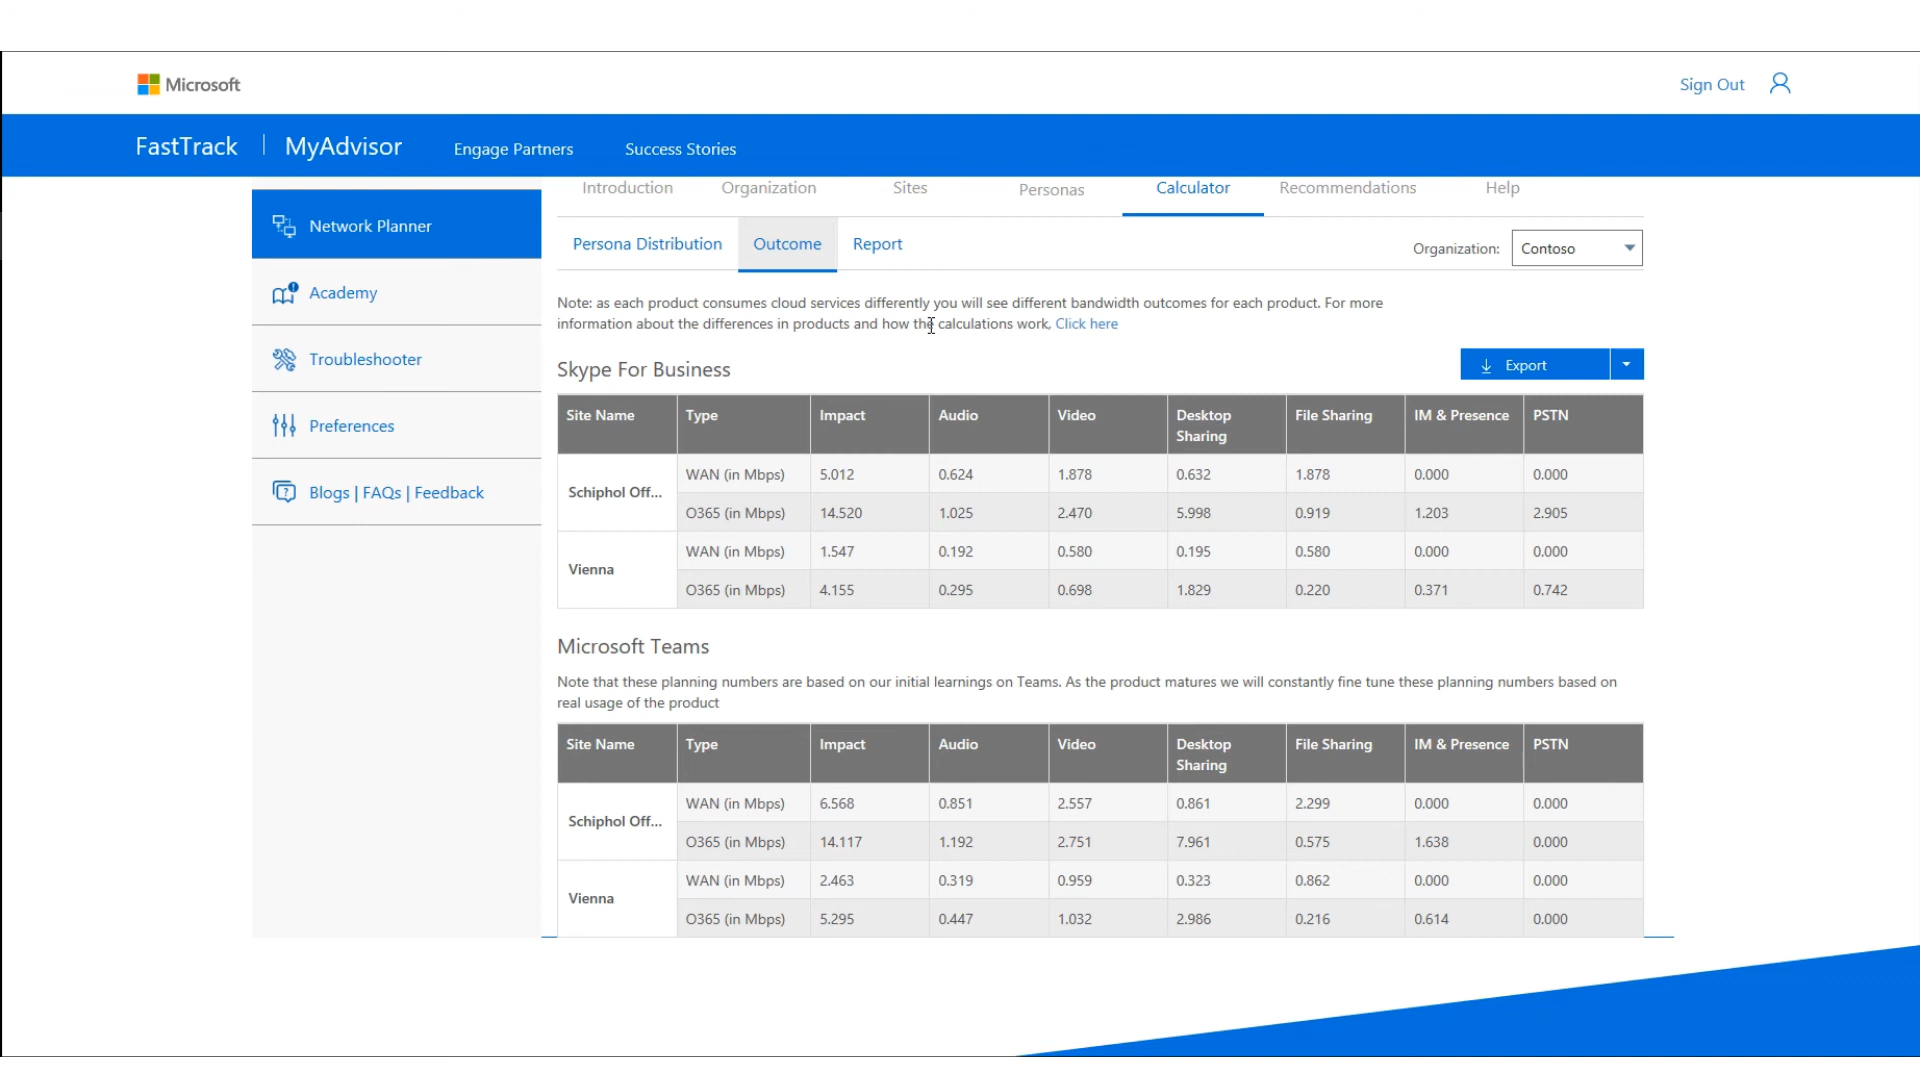 Microsoft
Sign Out
FastTrack | MyAdvisor Engage Partners Success Stories
Introduction Organization Sites Personas Calculator Recommendations Help
Network Planner
Academy
Troubleshooter
Preferences
Blogs | FAQs | Feedback
Persona Distribution Outcome Report Organization: Contoso
Note: as each product consumes cloud services differently you will see different bandwidth outcomes for each product. For more
information about the differences in products and how the calculations work, Click here
Skype For Business
Export
Site Name Type Impact Audio Video Desktop Sharing File Sharing IM & Presence PSTN
Schiphol Off...
WAN (in Mbps) 5.012 0.624 1.878 0.632 1.878 0.000 0.000
O365 (in Mbps) 14.520 1.025 2.470 5.998 0.919 1.203 2.905
Vienna
WAN (in Mbps) 1.547 0.192 0.580 0.195 0.580 0.000 0.000
O365 (in Mbps) 4.155 0.295 0.698 1.829 0.220 0.371 0.742
Microsoft Teams
Note that these planning numbers are based on our initial learnings on Teams. As the product matures we will constantly fine tune these planning numbers based on
real usage of the product
Site Name Type Impact Audio Video Desktop Sharing File Sharing IM & Presence PSTN
Schiphol Off...
WAN (in Mbps) 6.568 0.851 2.557 0.861 2.299 0.000 0.000
O365 (in Mbps) 14.117 1.192 2.751 7.961 0.575 1.638 0.000
Vienna
WAN (in Mbps) 2.463 0.319 0.959 0.323 0.862 0.000 0.000
O365 (in Mbps) 5.295 0.447 1.032 2.986 0.216 0.614 0.000